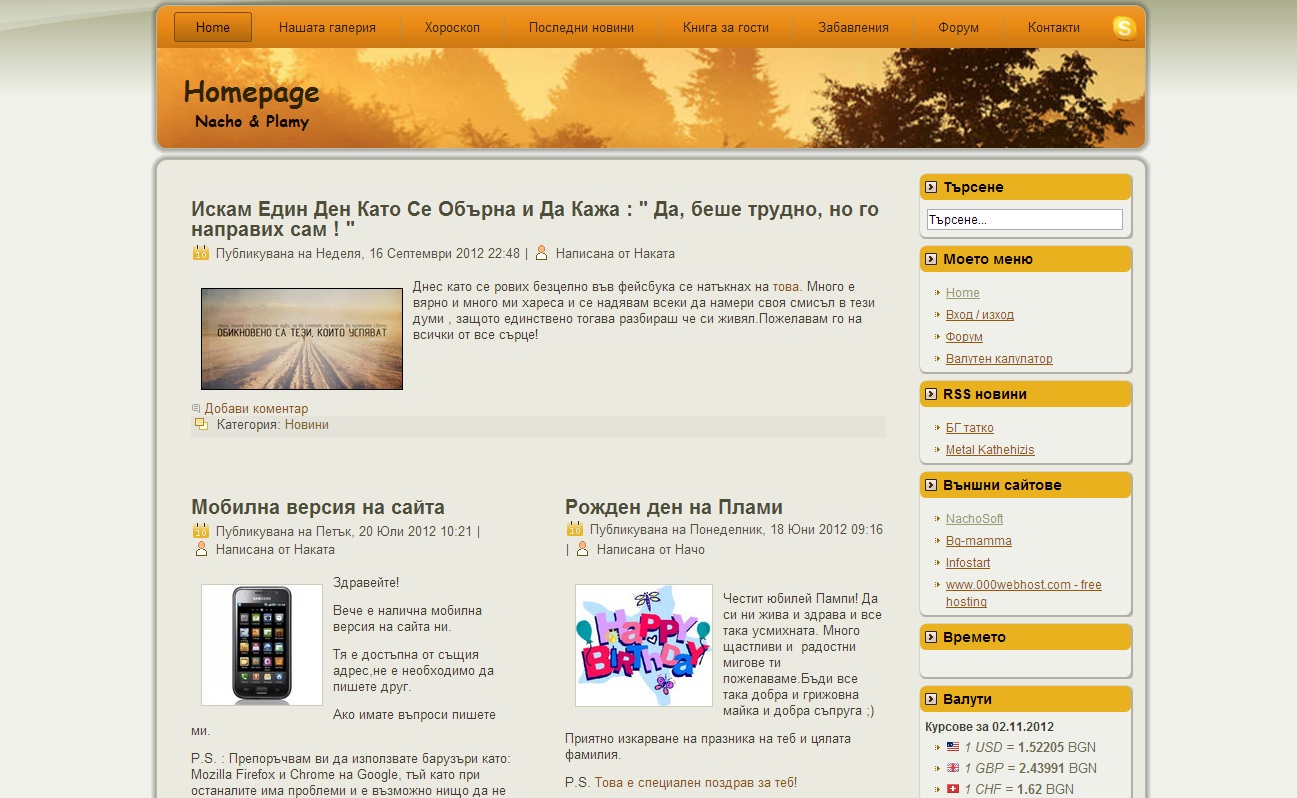 Home
Нашата галерия
Хороскоп
Последни новини
Книга за гости
Забавления
Форум
Контакти
Homepage
Nacho & Plamy
Искам Един Ден Като Се Обърна и Да Кажа : " Да, беше трудно, но го
направих сам ! "
Публикувана на Неделя, 16 Септември 2012 22:48 | Написана от Наката
Днес като се рових безцелно във фейсбука се натъкнах на това. Много е
вярно и много ми хареса и се надявам всеки да намери своя смисъл в тези
думи , защото единствено тогава разбираш че си живял.Пожелавам го на
всички от все сърце!
ОБИКНОВЕНО СА ТЕЗИ, КОИТО УСПЯВАТ
Добави коментар
Категория: Новини
Мобилна версия на сайта
Публикувана на Петък, 20 Юли 2012 10:21 |
Написана от Наката
Здравейте!
Вече е налична мобилна
версия на сайта ни.
Тя е достъпна от същия
адрес,не е необходимо да
пишете друг.
Ако имате въпроси пишете
ми.
P.S. : Препоръчвам ви да използвате барузъри като:
Mozilla Firefox и Chrome на Google, тъй като при
останалите има проблеми и е възможно нищо да не
Рожден ден на Плами
Публикувана на Понеделник, 18 Юни 2012 09:16
| Написана от Начо
HAPPY
BIRTHDAY
Честит юбилей Пампи! Да
си ни жива и здрава и все
така усмихната. Много
щастливи и радостни
мигове ти
пожелаваме.Бъди все
така добра и грижовна
майка и добра съпруга ;)
Приятно изкарване на празника на теб и цялата
фамилия.
P.S. Това е специален поздрав за теб!
Търсене
Търсене...
Моето меню
Home
Вход / изход
Форум
Валутен калулатор
RSS новини
БГ татко
Metal Kathehizis
Външни сайтове
NachoSoft
Bg-mamma
Infostart
www.000webhost.com - free
hosting
Времето
Валути
Курсове за 02.11.2012
1 USD = 1.52205 BGN
1 GBP = 2.43991 BGN
1 CHF = 1.62 BGN